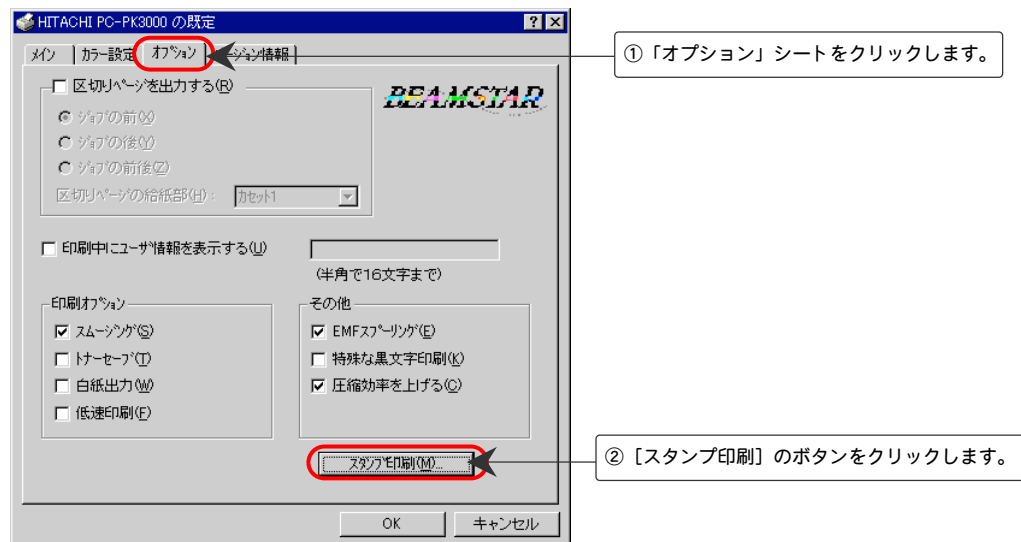 HITACHI PC-PK3000 の既定
メイン カラー設定 オプション ージョン情報
区切りページを出力する(R)
BEAMSTAR
ジョブの前(X)
ジョブの後(Y)
ジョブの前後(Z)
区切りページの給紙部(H): カセット1
印刷中にユーザ情報を表示する(U)
(半角で16文字まで)
印刷オプション
スムージング(S)
トナーセーブ(T)
白紙出力(W)
低速印刷(F)
その他
EMFスプーリング(E)
特殊な黒文字印刷(K)
圧縮効率を上げる(C)
スタンプ印刷(M)...
OK キャンセル
①「オプション」シートをクリックします。
②[スタンプ印刷]のボタンをクリックします。